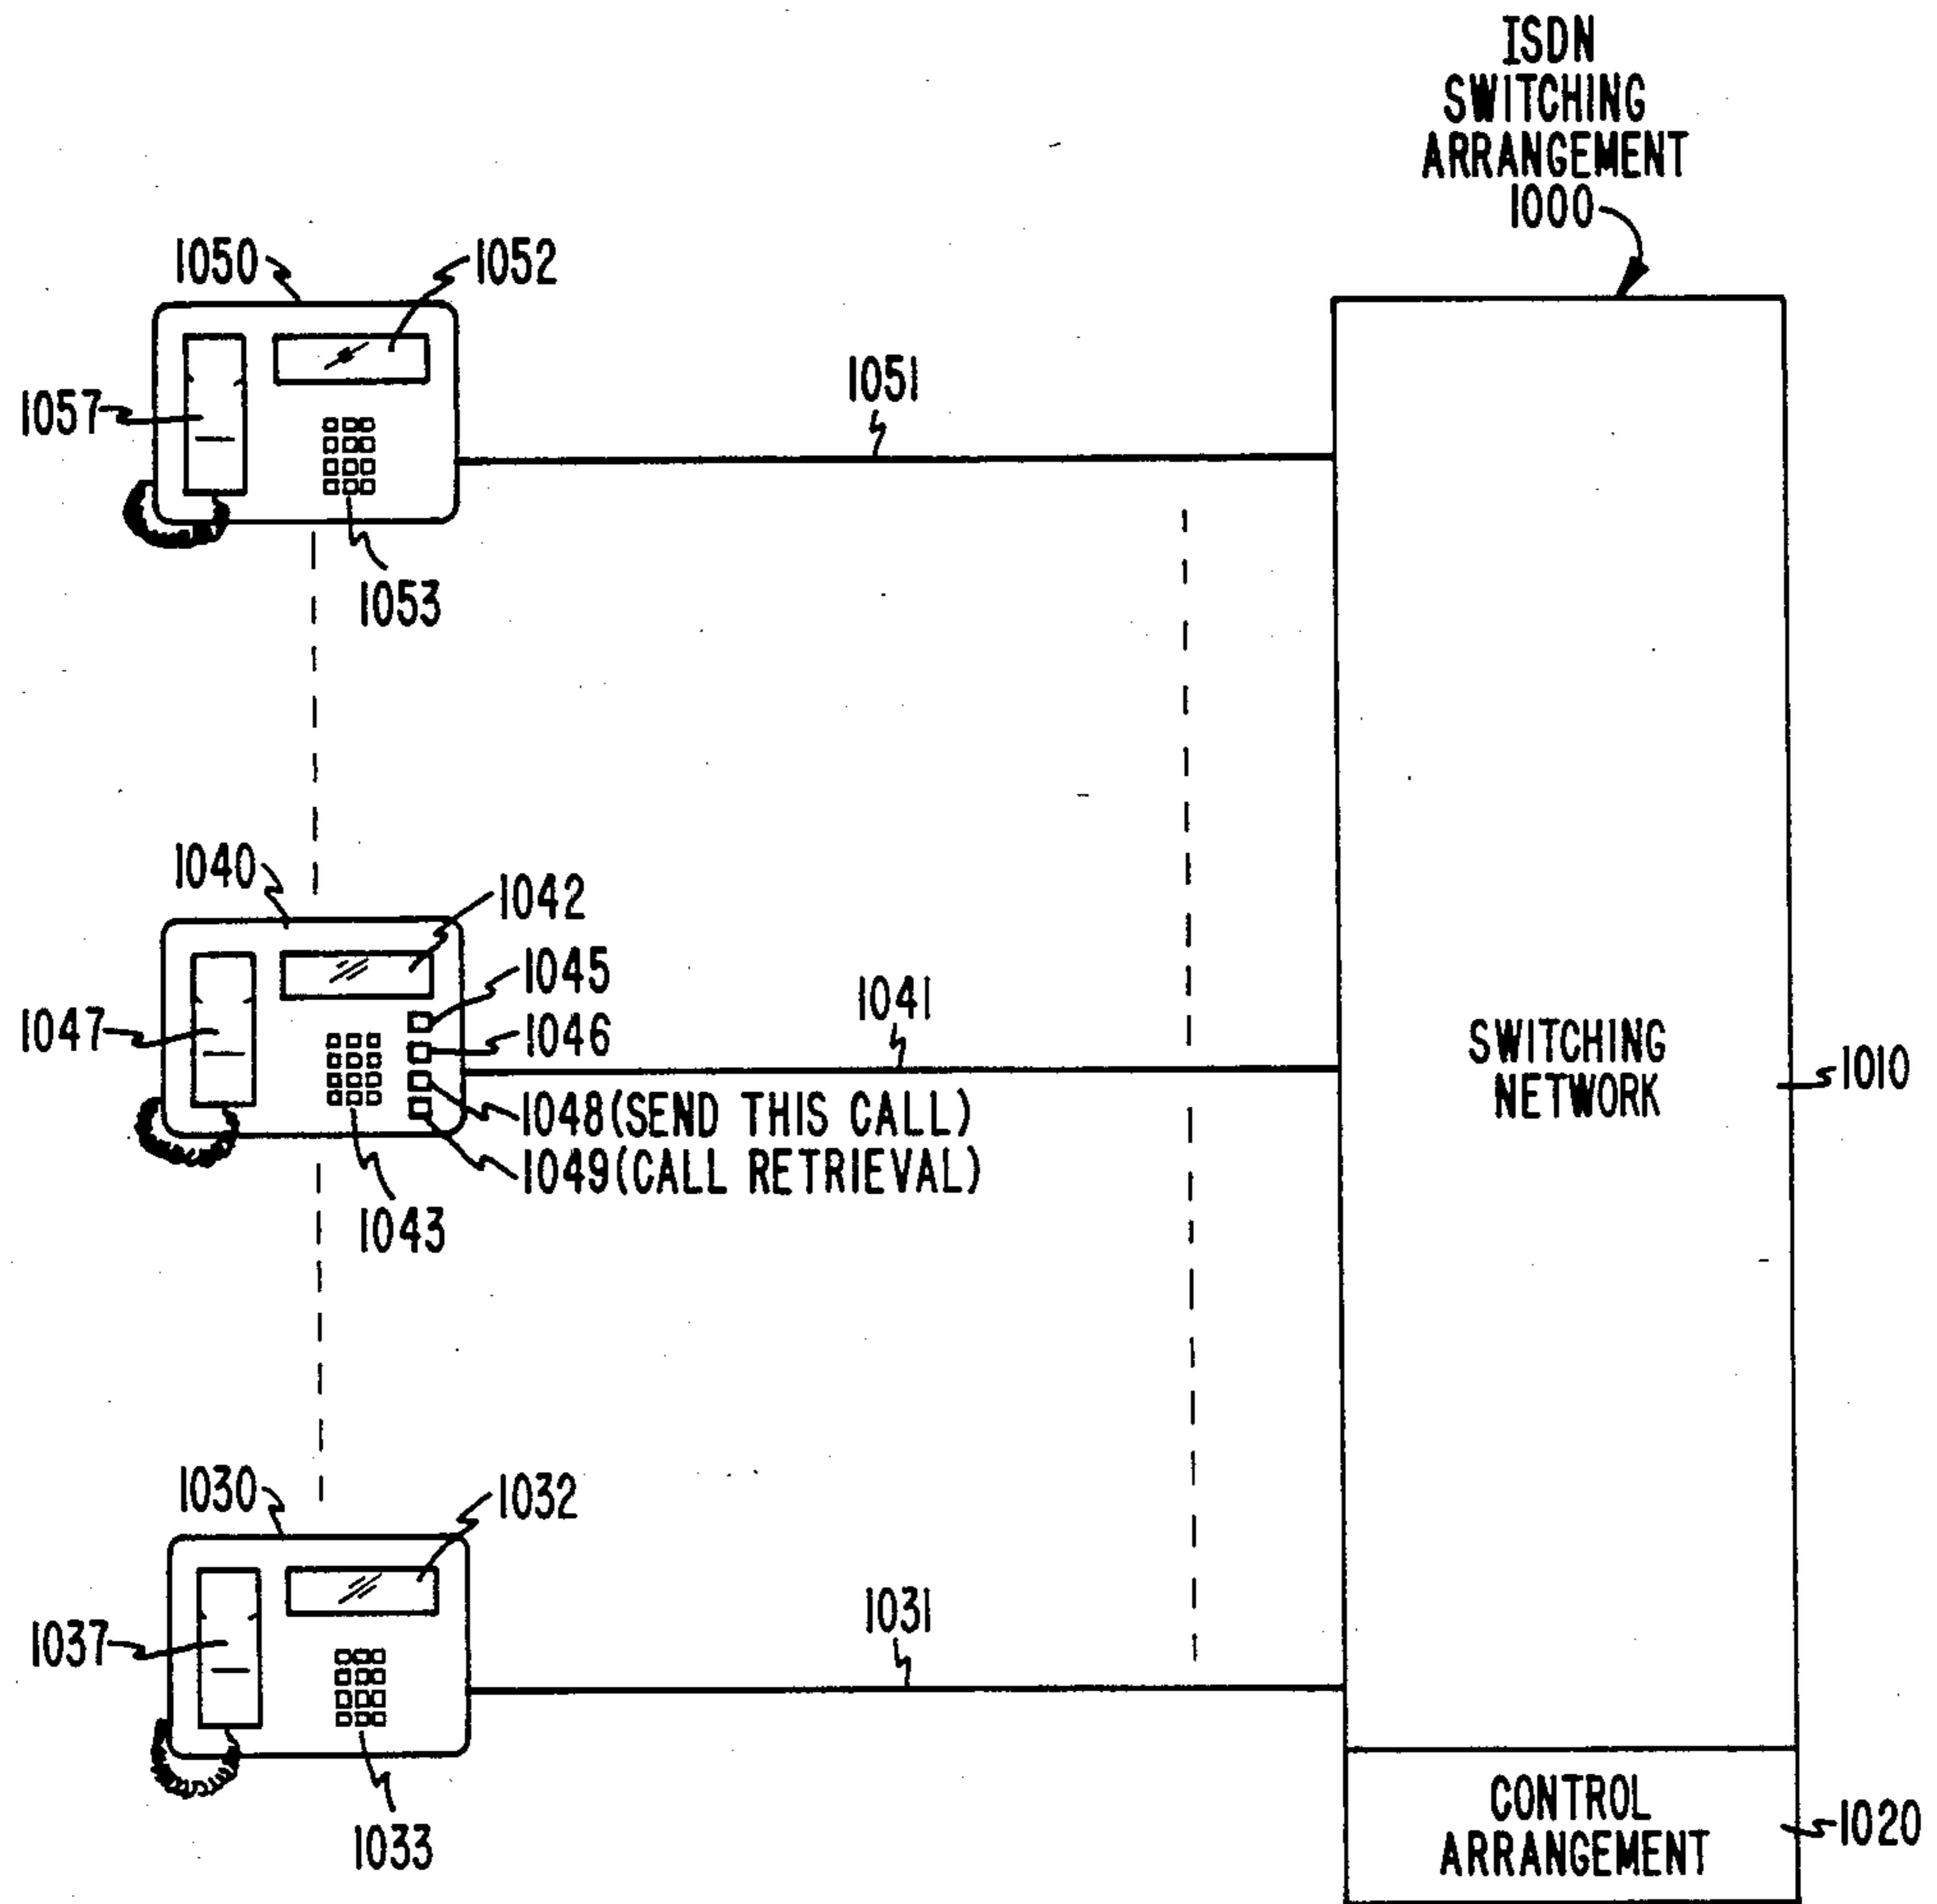 ISDN
SWITCHING
ARRANGEMENT
1000
1050
1052
1057
1051
1053
1040
1042
1045
1047
1046
1041
1048(SEND THIS CALL)
1049(CALL RETRIEVAL)
1043
SWITCHING
NETWORK
1010
1030
1032
1037
1031
1033
CONTROL
ARRANGEMENT
1020